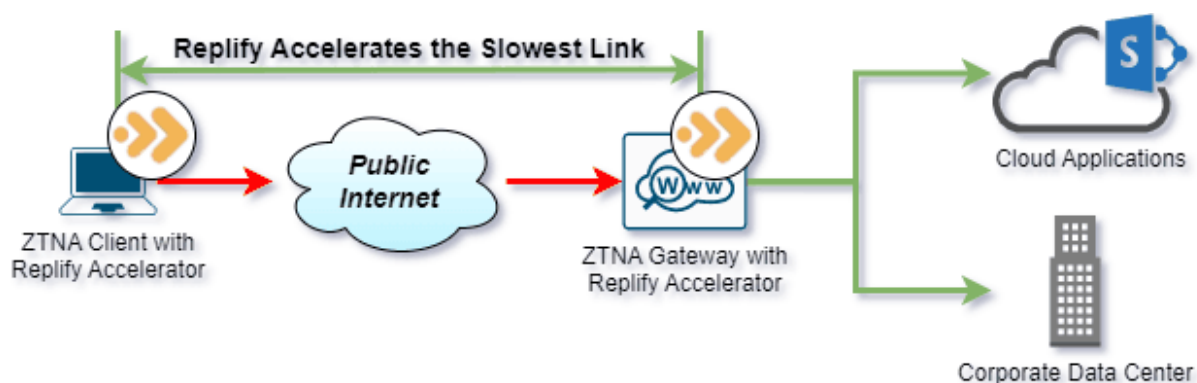 Replify Accelerates the Slowest Link
Public
Internet
ZTNA Client with
Replify Accelerator
Www
ZTNA Gateway with
Replify Accelerator
S
Cloud Applications
Corporate Data Center